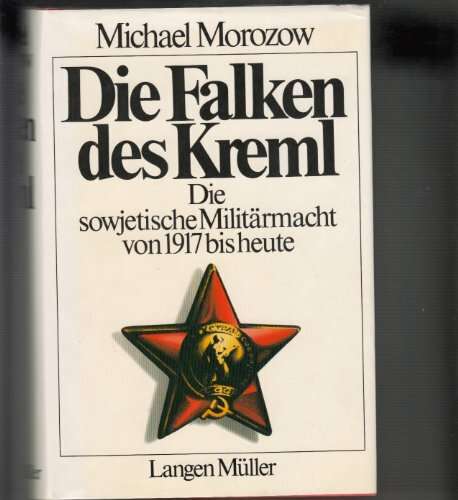 Michael Morozow
Die Falken
des Kreml
Die
sowjetische Militärmacht
von 1917 bis heute
Langen Müller